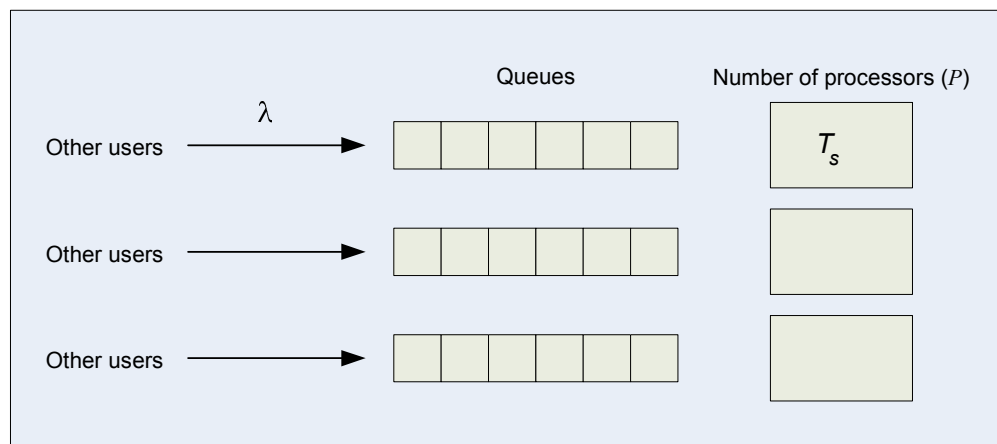 Queues
Number of processors (P)
λ
Other users
Ts
Other users
Other users